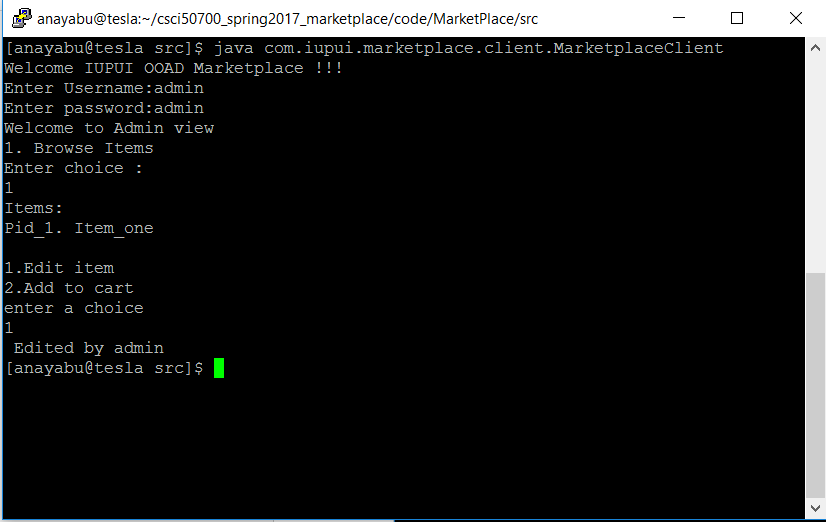 anayabu@tesla:~/csci50700_spring2017_marketplace/code/MarketPlace/src
[anayabu@tesla src]$ java com.iupui.marketplace.client.MarketplaceClient
Welcome IUPUI OOAD Marketplace !!!
Enter Username:admin
Enter password:admin
Welcome to Admin view
1. Browse Items
Enter choice :
1
Items:
Pid_1. Item_one
1.Edit item
2.Add to cart
enter a choice
1
Edited by admin
[anayabu@tesla src]$